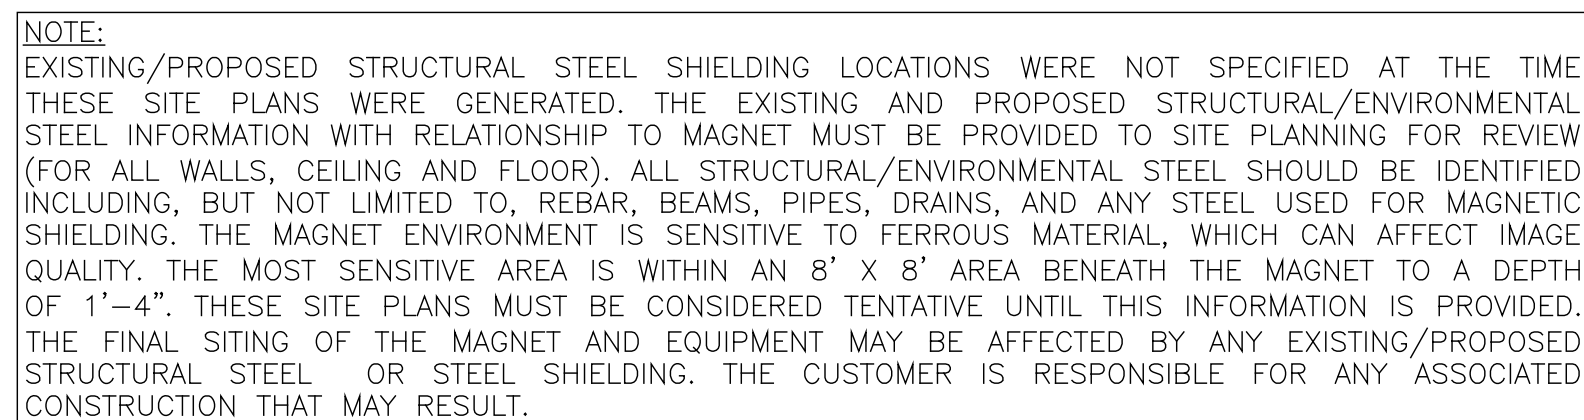 NOTE:
EXISTING/PROPOSED STRUCTURAL STEEL SHIELDING LOCATIONS WERE NOT SPECIFIED AT THE TIME
THESE SITE PLANS WERE GENERATED. THE EXISTING AND PROPOSED STRUCTURAL/ENVIRONMENTAL
STEEL INFORMATION WITH RELATIONSHIP TO MAGNET MUST BE PROVIDED TO SITE PLANNING FOR REVIEW
(FOR ALL WALLS, CEILING AND FLOOR). ALL STRUCTURAL/ENVIRONMENTAL STEEL SHOULD BE IDENTIFIED
INCLUDING, BUT NOT LIMITED TO, REBAR, BEAMS, PIPES, DRAINS, AND ANY STEEL USED FOR MAGNETIC
SHIELDING. THE MAGNET ENVIRONMENT IS SENSITIVE TO FERROUS MATERIAL, WHICH CAN AFFECT IMAGE
QUALITY. THE MOST SENSITIVE AREA IS WITHIN AN 8’ X 8’ AREA BENEATH THE MAGNET TO A DEPTH
OF 1’–4”. THESE SITE PLANS MUST BE CONSIDERED TENTATIVE UNTIL THIS INFORMATION IS PROVIDED.
THE FINAL SITING OF THE MAGNET AND EQUIPMENT MAY BE AFFECTED BY ANY EXISTING/PROPOSED
STRUCTURAL STEEL OR STEEL SHIELDING. THE CUSTOMER IS RESPONSIBLE FOR ANY ASSOCIATED
CONSTRUCTION THAT MAY RESULT.